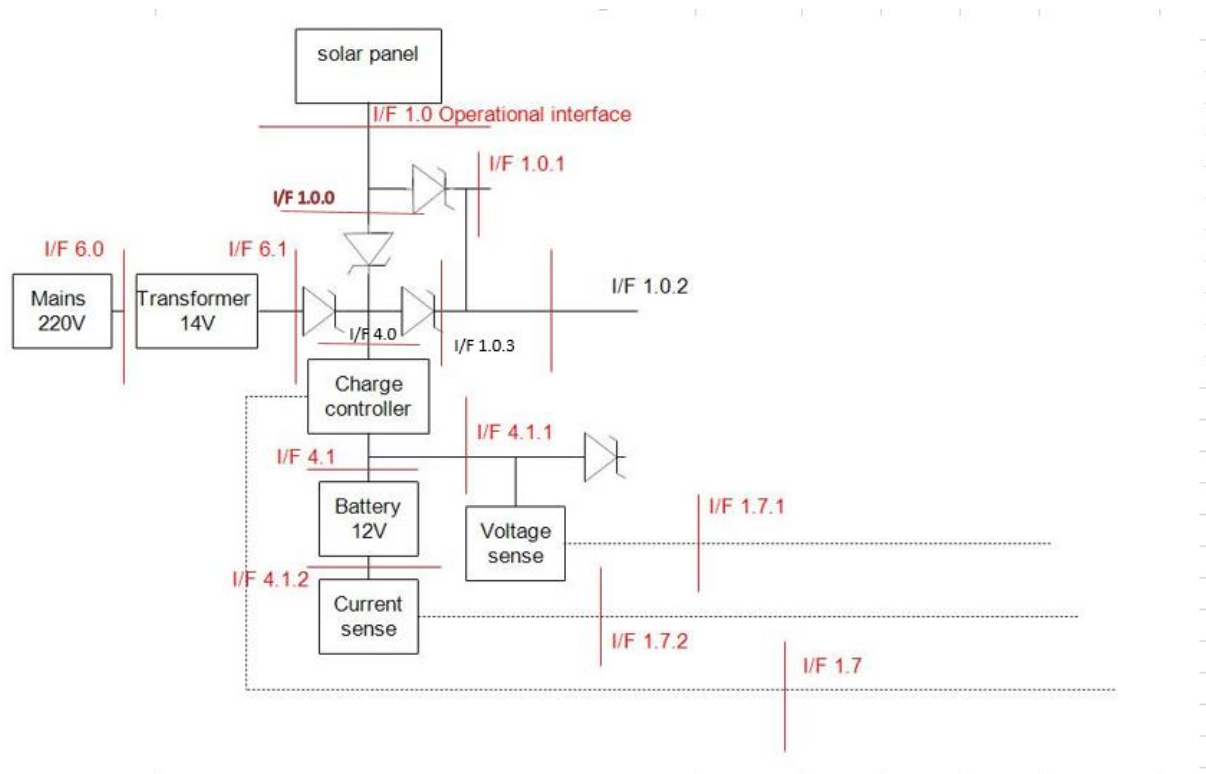 solar panel
I/F 1.0 Operational interface
I/F 1.0.1
I/F 1.0.0
I/F 6.0
I/F 6.1
Mains
220V
Transformer
14V
I/F 1.0.2
I/F 4.0
I/F 1.0.3
Charge
controller
I/F 4.1.1
I/F 4.1
Battery
12V
I/F 1.7.1
Voltage
sense
I/F 4.1.2
Current
sense
I/F 1.7.2
I/F 1.7